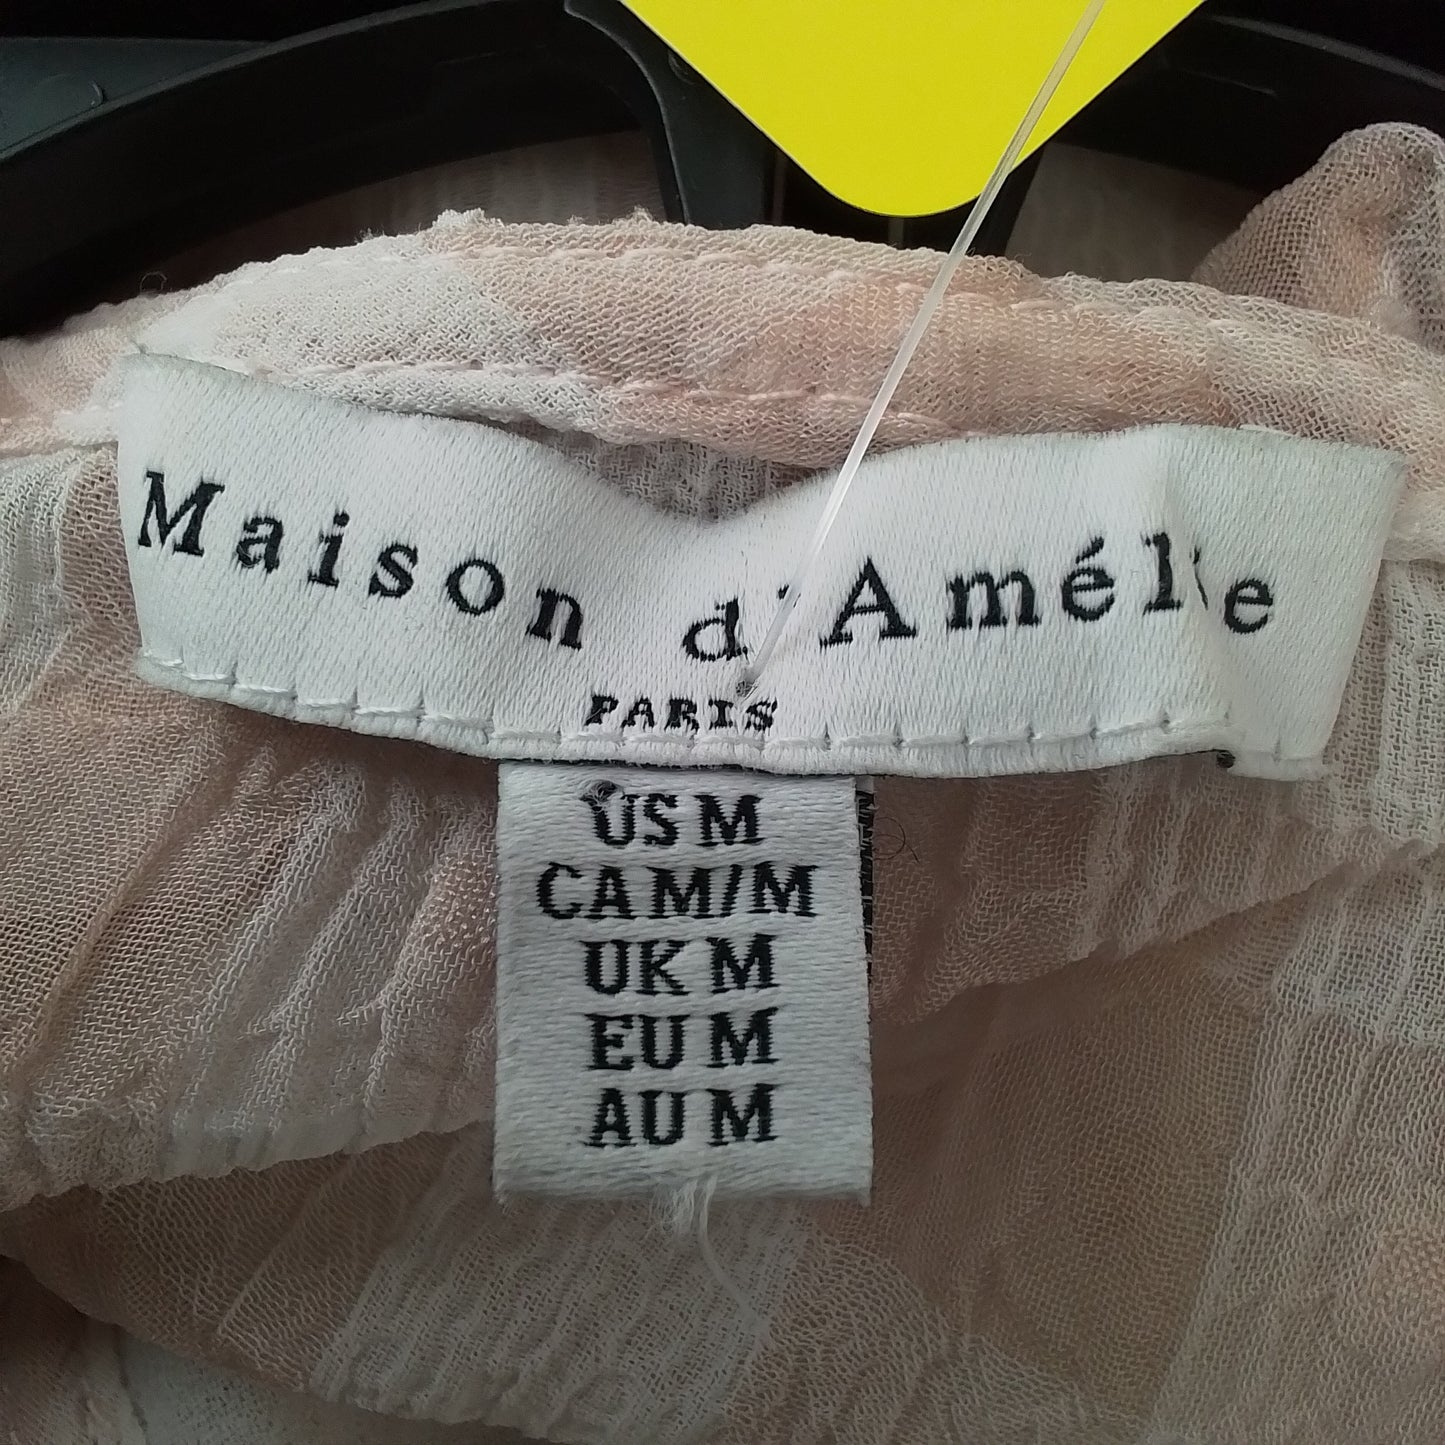 Maison d'Amélie
PARIS
US M
CA M/M
UK M
EU M
AU M